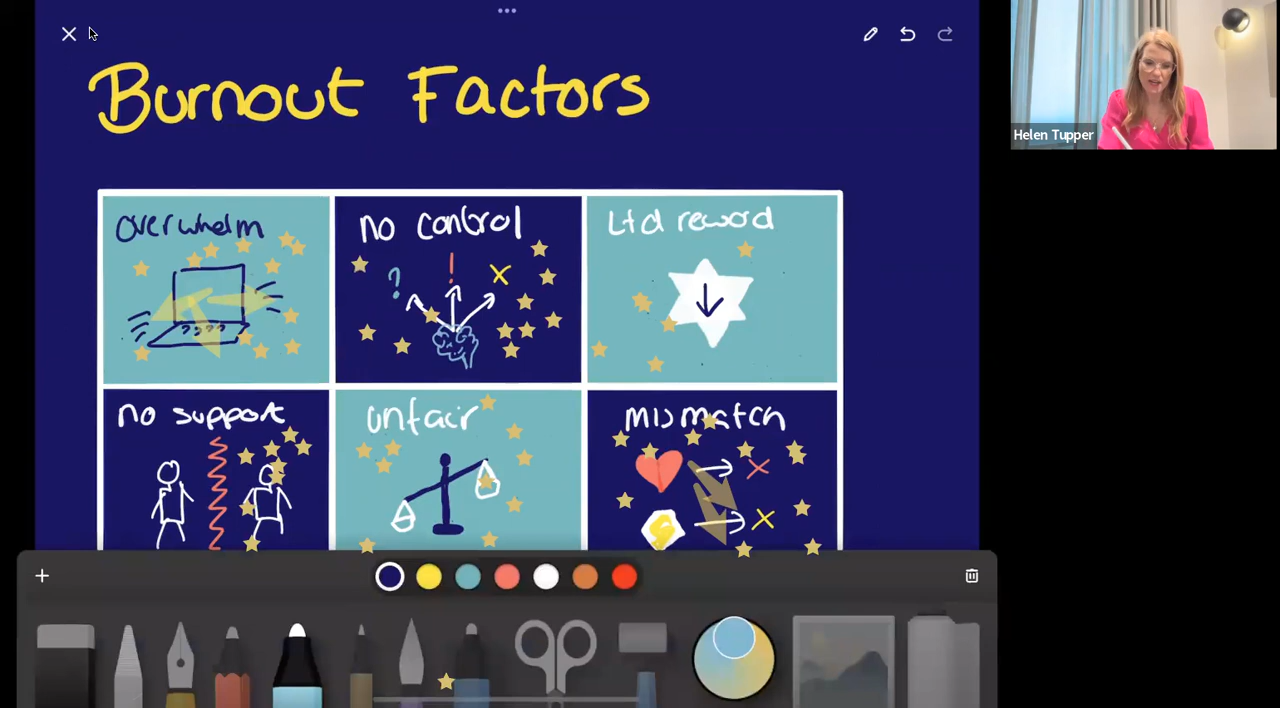 Burnout Factors
Helen Tupper
overwhelm
no control
Ltd reward
? ! x
no support
unfair
mismatch